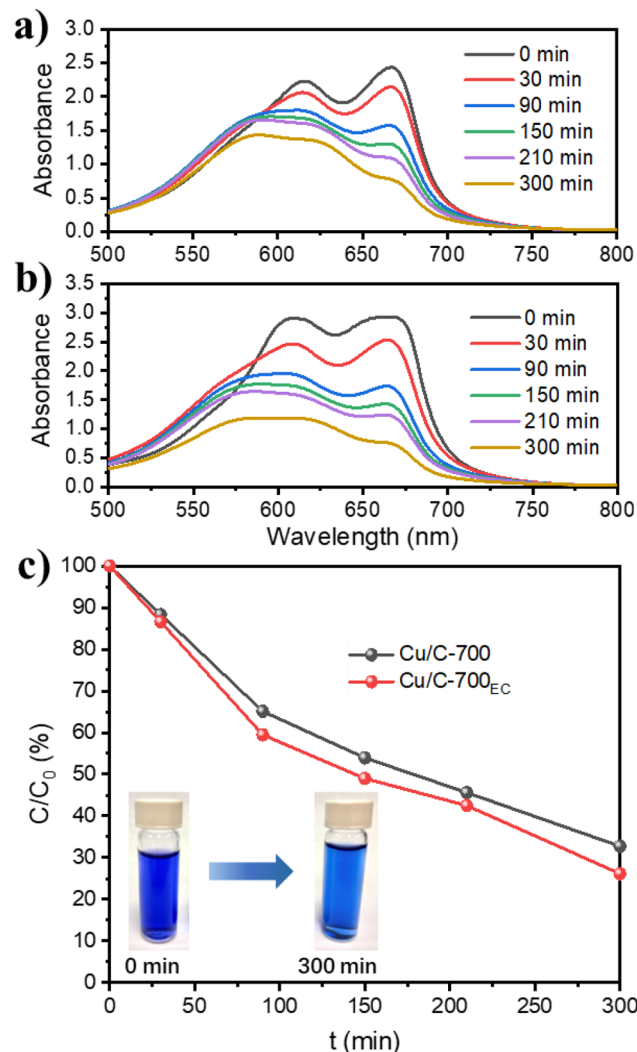 a)
3.0
2.5
2.0
1.5
1.0
0.5
0.0
Absorbance
0 min
30 min
90 min
150 min
210 min
300 min
500 550 600 650 700 750 800
b)
3.5
3.0
2.5
2.0
1.5
1.0
0.5
0.0
Absorbance
0 min
30 min
90 min
150 min
210 min
300 min
500 550 600 650 700 750 800
Wavelength (nm)
c)
100
90
80
70
60
50
40
30
20
10
0
C/C₀ (%)
Cu/C-700
Cu/C-700EC
0 min
300 min
0 50 100 150 200 250 300
t (min)